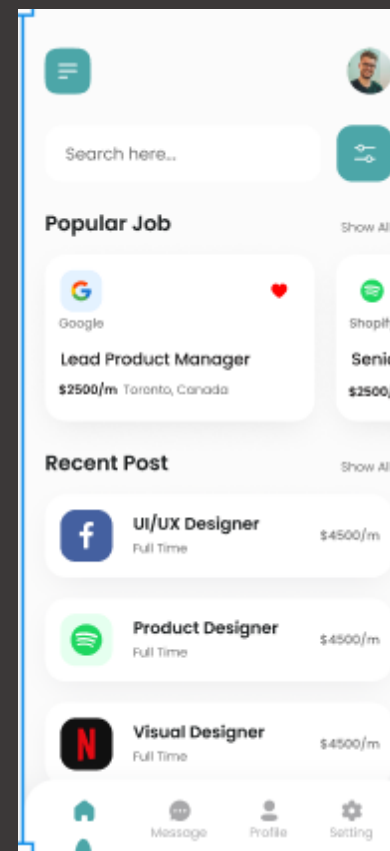 Search here...
Popular Job
Show All
G
Google
Lead Product Manager
$2500/m Toronto, Canada
Shopif
Senio
$2500/
Recent Post
Show All
f
UI/UX Designer
Full Time
$4500/m
Product Designer
Full Time
$4500/m
N
Visual Designer
Full Time
$4500/m
Message
Profile
Setting